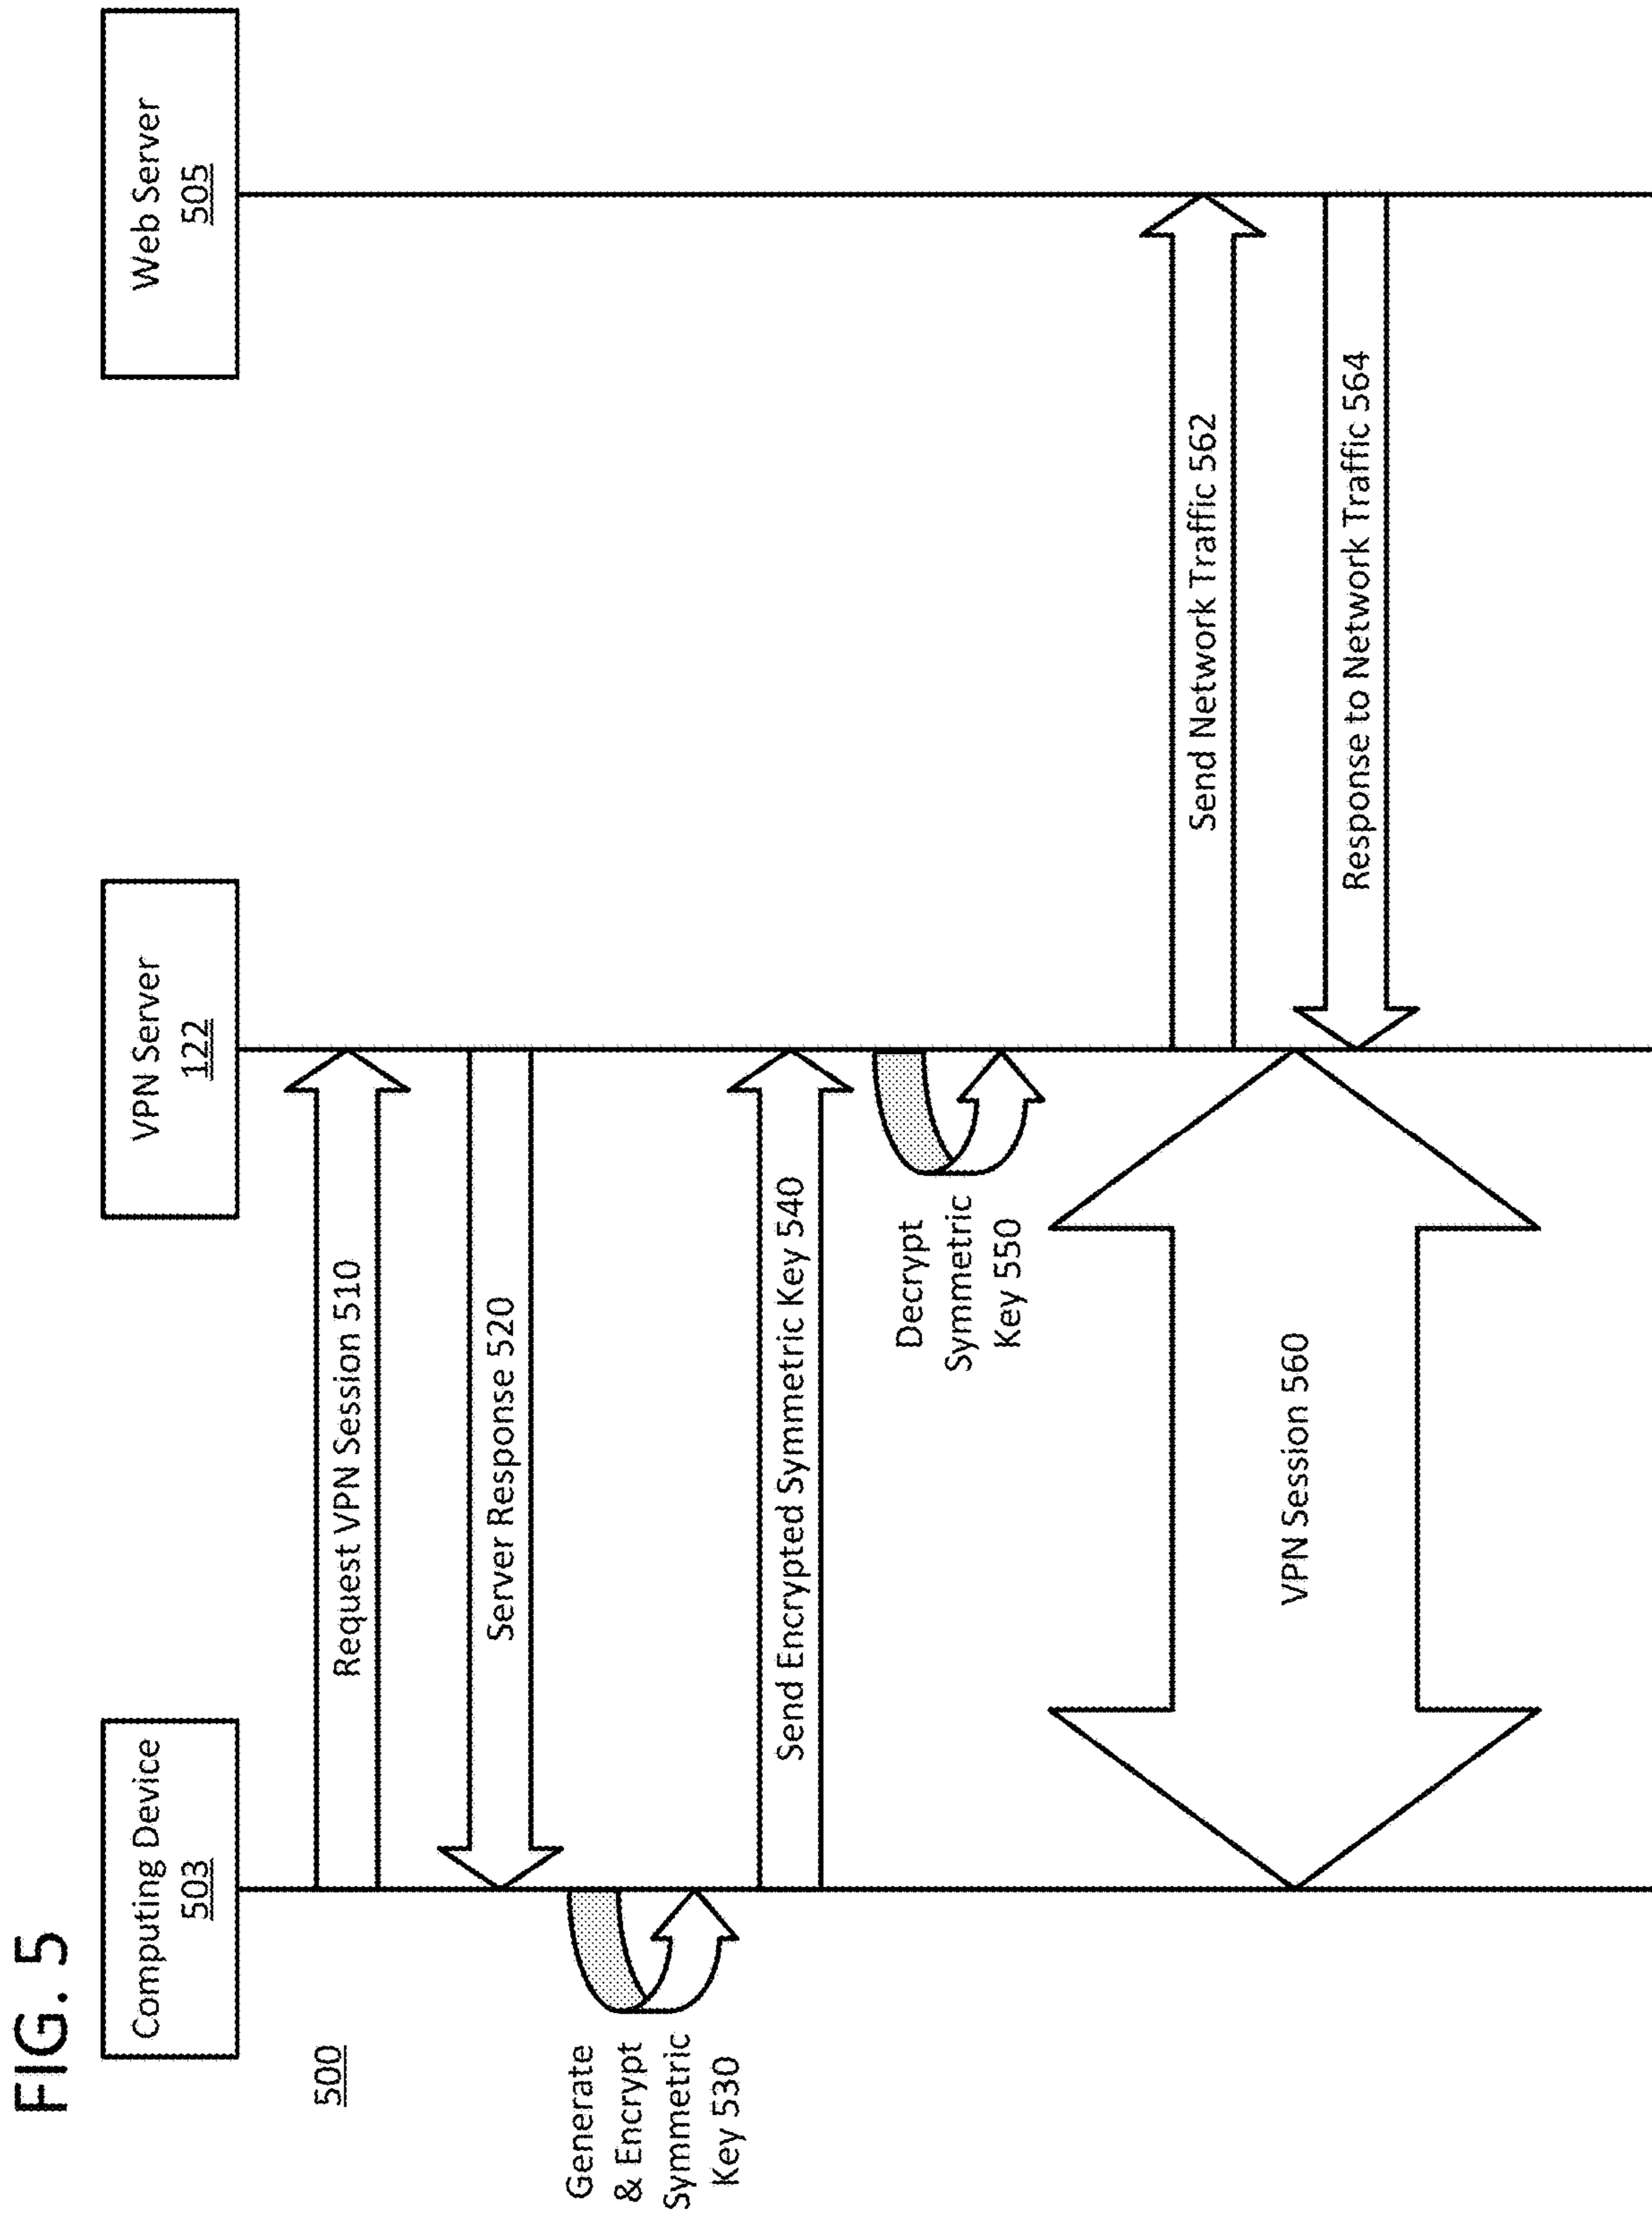 FIG. 5
Computing Device
503
VPN Server
122
Web Server
505
500
Request VPN Session 510
Server Response 520
Generate
& Encrypt
Symmetric
Key 530
Send Encrypted Symmetric Key 540
Decrypt
Symmetric
Key 550
VPN Session 560
Send Network Traffic 562
Response to Network Traffic 564